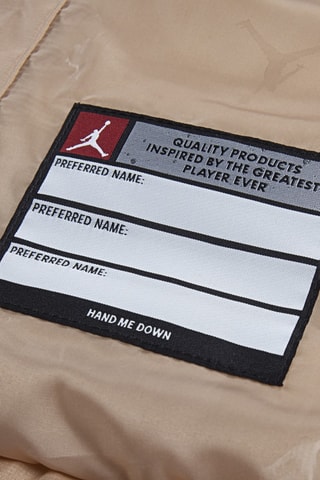 QUALITY PRODUCTS
INSPIRED BY THE GREATEST
PLAYER EVER
PREFERRED NAME:
PREFERRED NAME:
PREFERRED NAME:
HAND ME DOWN